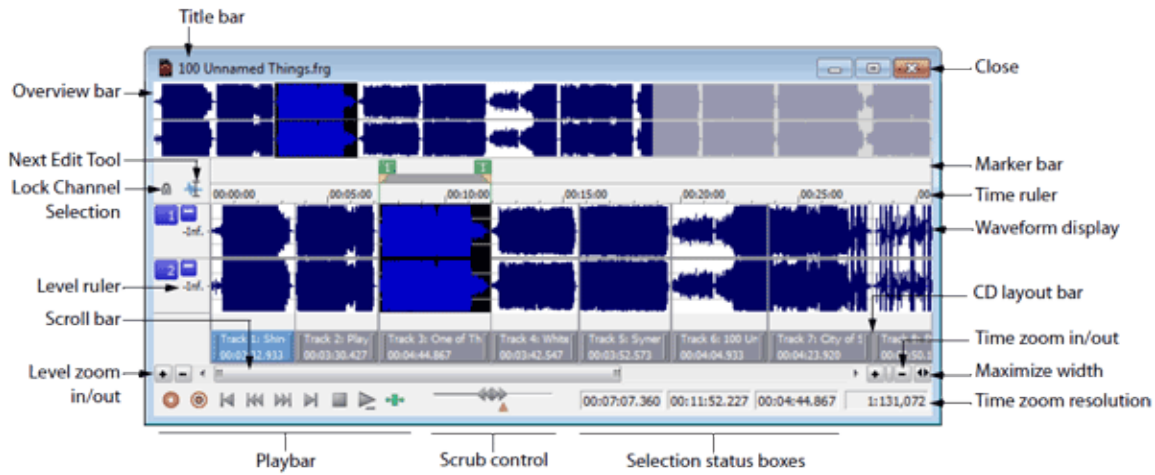 Title bar
100 Unnamed Things.frg
Close
Overview bar
Next Edit Tool
Marker bar
1 1
Lock Channel
Selection
00:00:00 00:05:00 00:10:00 00:15:00 00:20:00 00:25:00 00
Time ruler
1
-Inf.
Waveform display
2
-Inf.
Level ruler
CD layout bar
Scroll bar
Track 1: Shin Track 2: Play Track 3: One of Th Track 4: White Track 5: Syner Track 6: 100 Un Track 7: City of S
00:03:30.427 00:04:44.867 00:03:42.547 00:03:52.573 00:04:04.933 00:04:23.920
Time zoom in/out
Level zoom
in/out
Maximize width
00:07:07.360 00:11:52.227 00:04:44.867 1:131,072
Time zoom resolution
Playbar Scrub control Selection status boxes